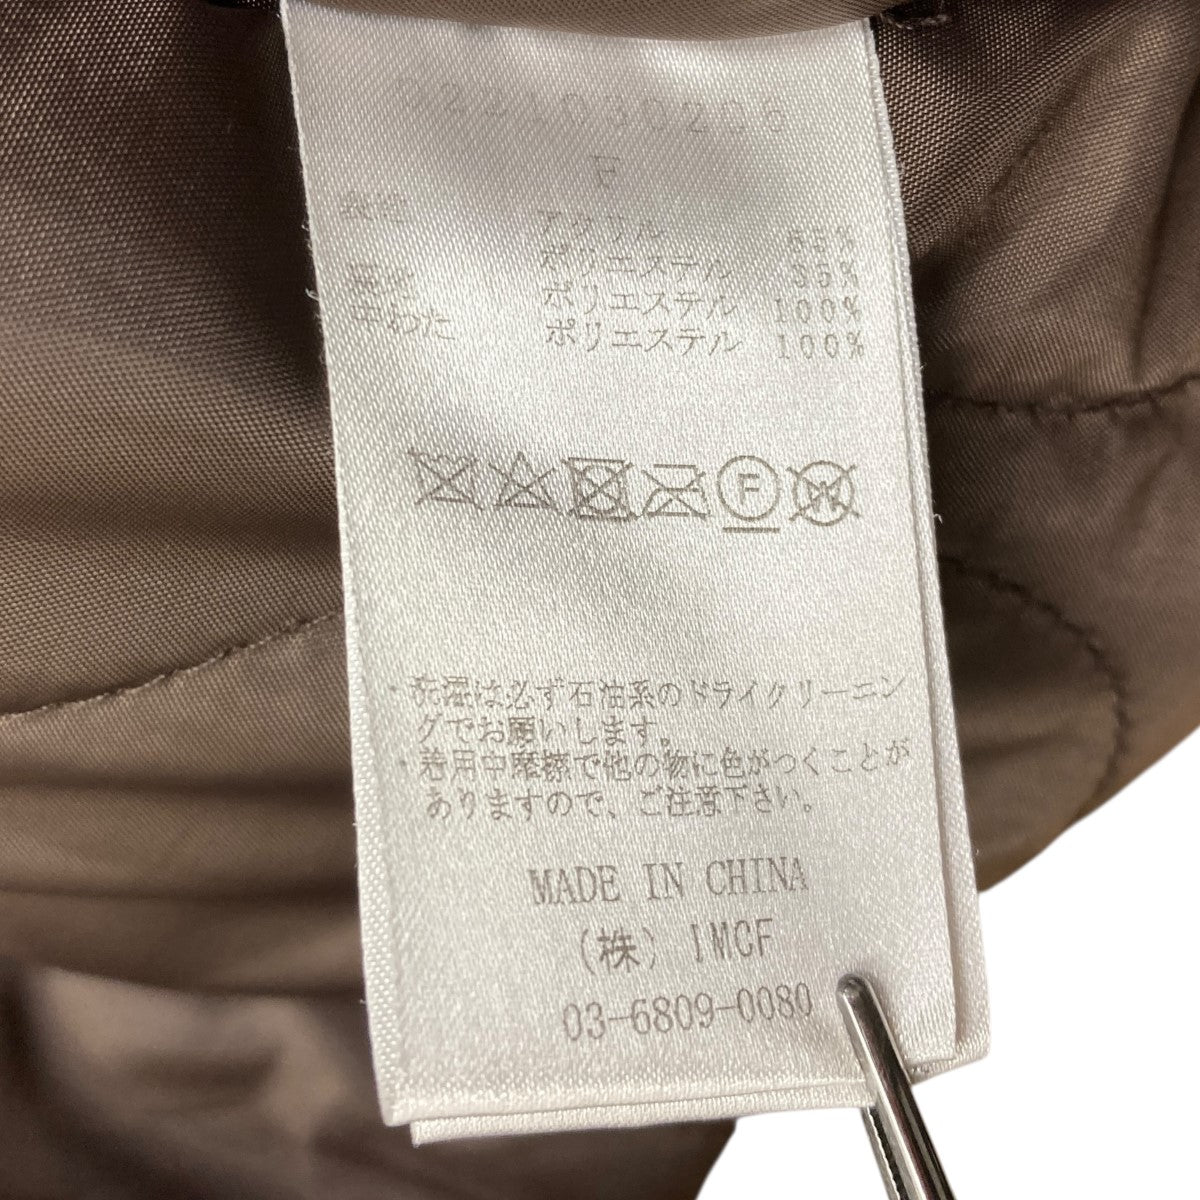 F
表地 アクリル 65%
ポリエステル 35%
裏地 ポリエステル 100%
中わた ポリエステル 100%
F W
・洗濯は必ず石油系のドライクリーニン
グでお願いします。
・着用中摩擦で他の物に色がつくことが
ありますので、ご注意下さい。
MADE IN CHINA
(株) IMCF
03-6809-0080